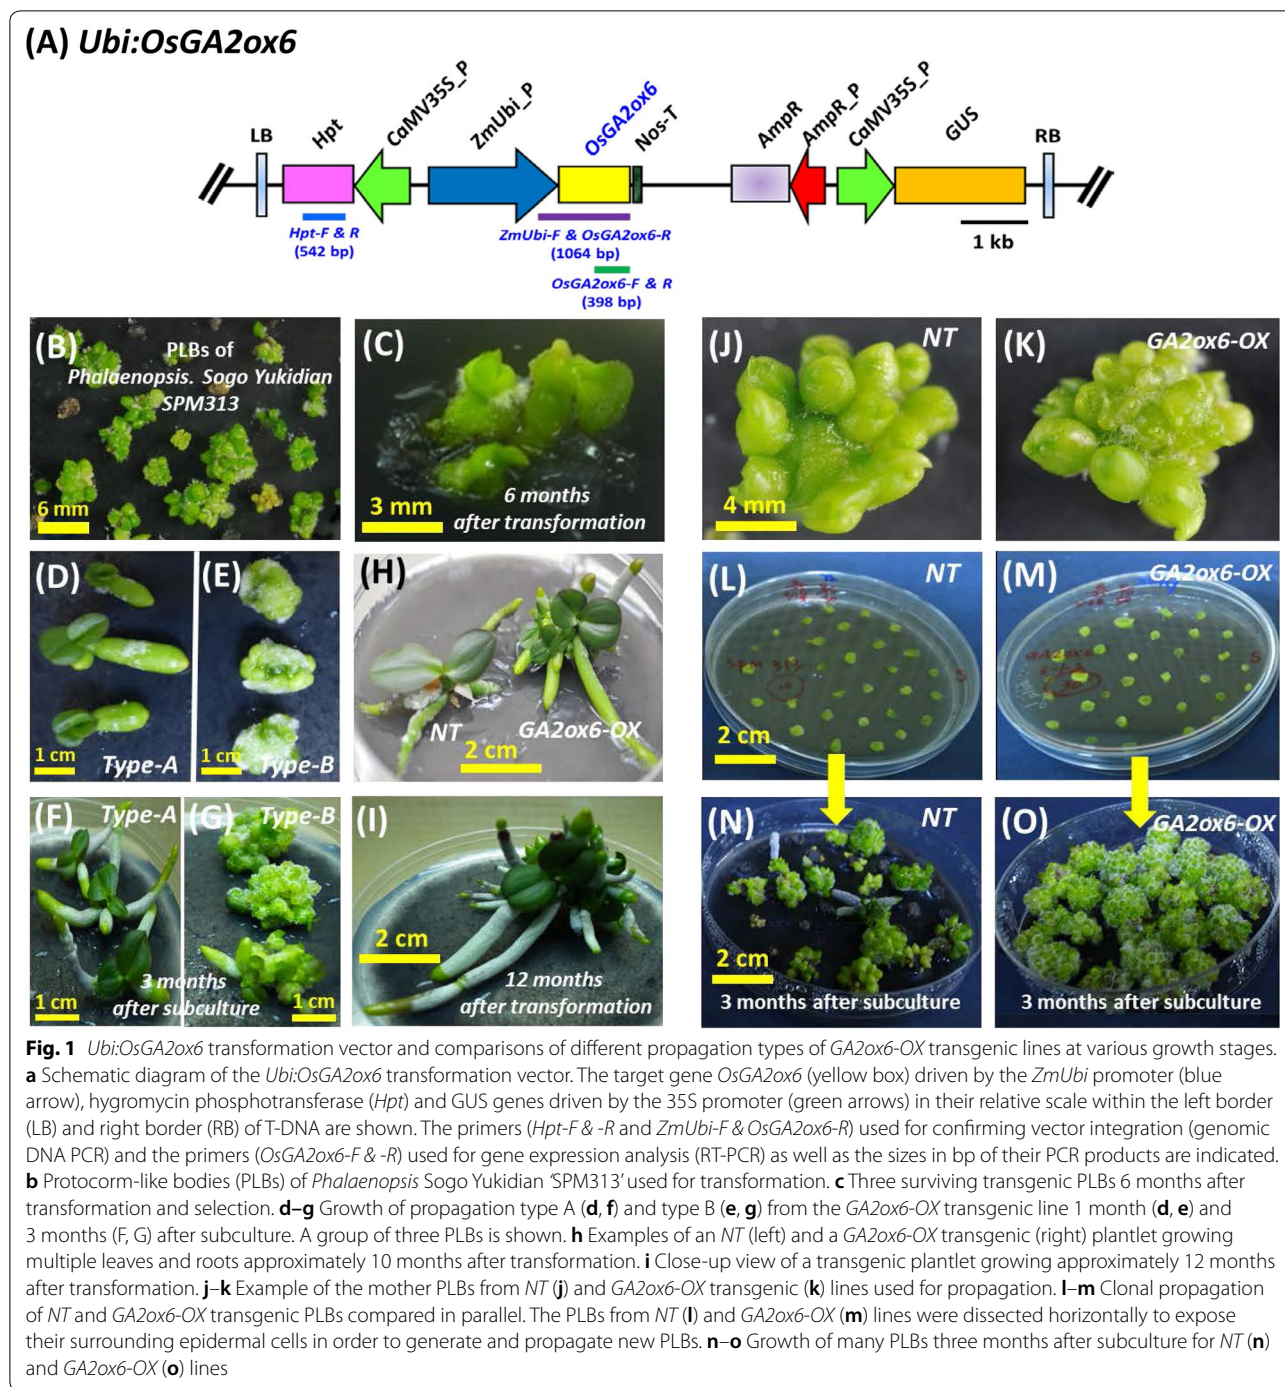 (A) Ubi:OsGA2ox6
LB
Hpt
CaMV35S_P
ZmUbi_P
OsGA2ox6
Nos-T
AmpR
AmpR_P
CaMV35S_P
GUS
RB
Hpt-F & R
(542 bp)
ZmUbi-F & OsGA2ox6-R
(1064 bp)
OsGA2ox6-F & R
(398 bp)
1 kb
(B)
PLBs of
Phalaenopsis. Sogo Yukidian
SPM313
6 mm
(C)
3 mm
6 months
after transformation
(J)
NT
4 mm
(K)
GA2ox6-OX
(D)
1 cm
Type-A
(E)
1 cm
Type-B
(H)
NT
GA2ox6-OX
2 cm
(L)
NT
SPM 313
2 cm
(M)
GA2ox6-OX
(F)
Type-A
(G)
Type-B
3 months
after subculture
1 cm
1 cm
(I)
2 cm
12 months
after transformation
(N)
NT
2 cm
3 months after subculture
(O)
GA2ox6-OX
3 months after subculture
Fig. 1 Ubi:OsGA2ox6 transformation vector and comparisons of different propagation types of GA2ox6-OX transgenic lines at various growth stages.
a Schematic diagram of the Ubi:OsGA2ox6 transformation vector. The target gene OsGA2ox6 (yellow box) driven by the ZmUbi promoter (blue
arrow), hygromycin phosphotransferase (Hpt) and GUS genes driven by the 35S promoter (green arrows) in their relative scale within the left border
(LB) and right border (RB) of T-DNA are shown. The primers (Hpt-F & -R and ZmUbi-F & OsGA2ox6-R) used for confirming vector integration (genomic
DNA PCR) and the primers (OsGA2ox6-F & -R) used for gene expression analysis (RT-PCR) as well as the sizes in bp of their PCR products are indicated.
b Protocorm-like bodies (PLBs) of Phalaenopsis Sogo Yukidian ‘SPM313’ used for transformation. c Three surviving transgenic PLBs 6 months after
transformation and selection. d–g Growth of propagation type A (d, f) and type B (e, g) from the GA2ox6-OX transgenic line 1 month (d, e) and
3 months (F, G) after subculture. A group of three PLBs is shown. h Examples of an NT (left) and a GA2ox6-OX transgenic (right) plantlet growing
multiple leaves and roots approximately 10 months after transformation. i Close-up view of a transgenic plantlet growing approximately 12 months
after transformation. j–k Example of the mother PLBs from NT (j) and GA2ox6-OX transgenic (k) lines used for propagation. l–m Clonal propagation
of NT and GA2ox6-OX transgenic PLBs compared in parallel. The PLBs from NT (l) and GA2ox6-OX (m) lines were dissected horizontally to expose
their surrounding epidermal cells in order to generate and propagate new PLBs. n–o Growth of many PLBs three months after subculture for NT (n)
and GA2ox6-OX (o) lines